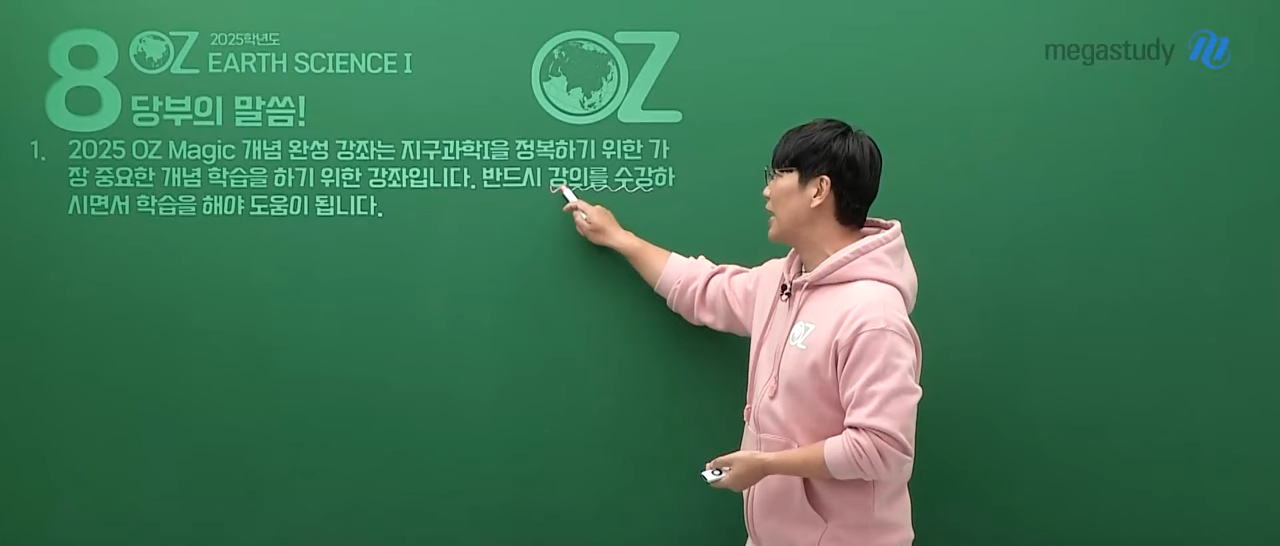 8
OZ
2025학년도
EARTH SCIENCE I
당부의 말씀!
OZ
megastudy
1. 2025 OZ Magic 개념 완성 강좌는 지구과학I을 정복하기 위한 가
장 중요한 개념 학습을 하기 위한 강좌입니다. 반드시 강의를 수강하
시면서 학습을 해야 도움이 됩니다.
OZ